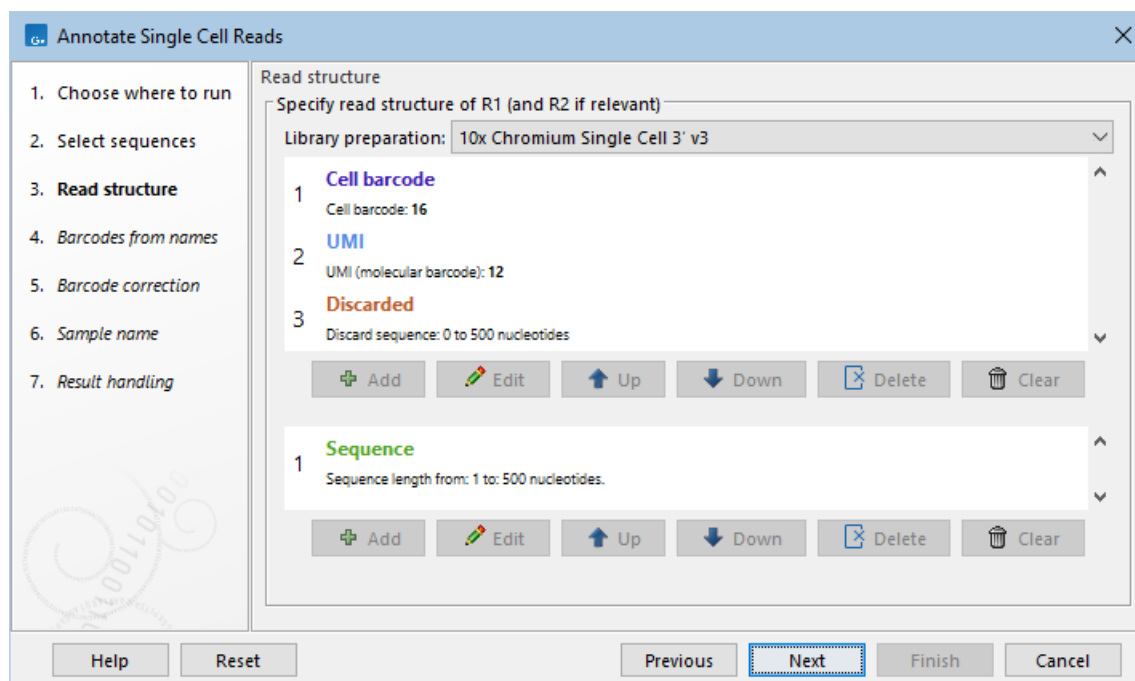 Annotate Single Cell Reads
1. Choose where to run
2. Select sequences
3. Read structure
4. Barcodes from names
5. Barcode correction
6. Sample name
7. Result handling
Read structure
Specify read structure of R1 (and R2 if relevant)
Library preparation: 10x Chromium Single Cell 3' v3
1 Cell barcode
Cell barcode: 16
2 UMI
UMI (molecular barcode): 12
3 Discarded
Discard sequence: 0 to 500 nucleotides
Add Edit Up Down Delete Clear
1 Sequence
Sequence length from: 1 to: 500 nucleotides.
Add Edit Up Down Delete Clear
Help Reset Previous Next Finish Cancel